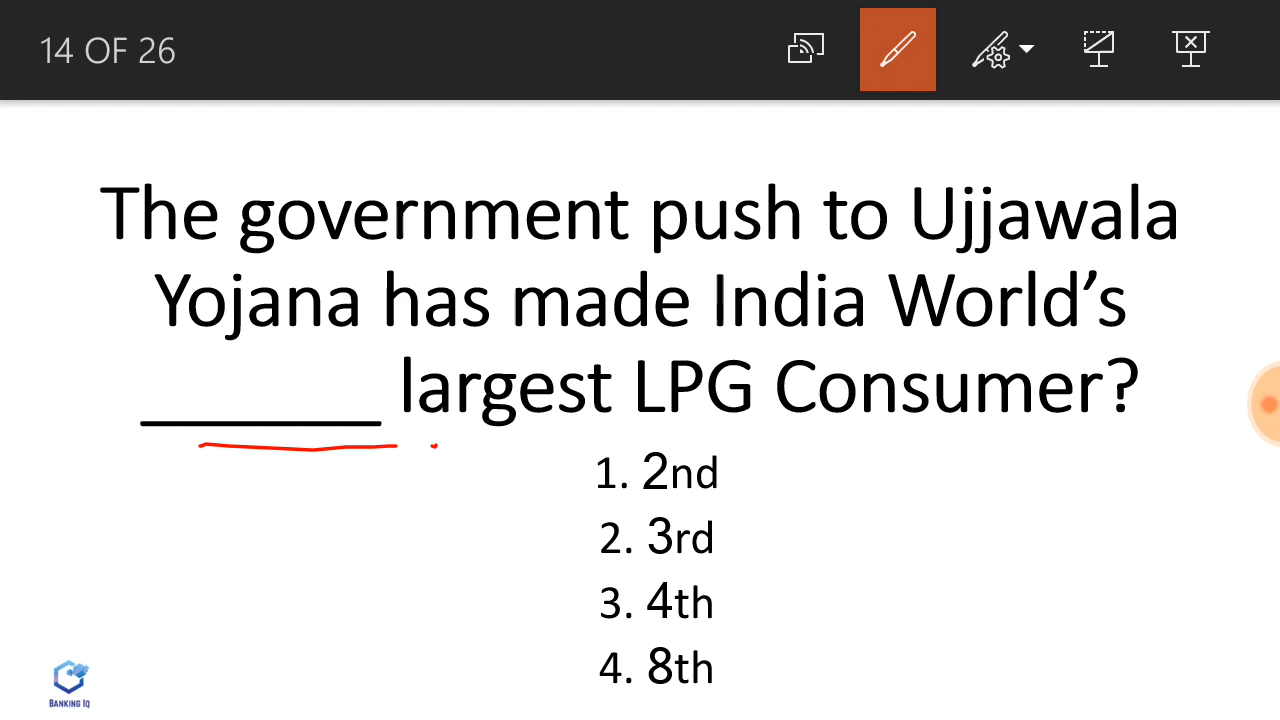 14 OF 26
The government push to Ujjawala
Yojana has made India World’s
________ largest LPG Consumer?
1. 2nd
2. 3rd
3. 4th
4. 8th
BANKING IQ